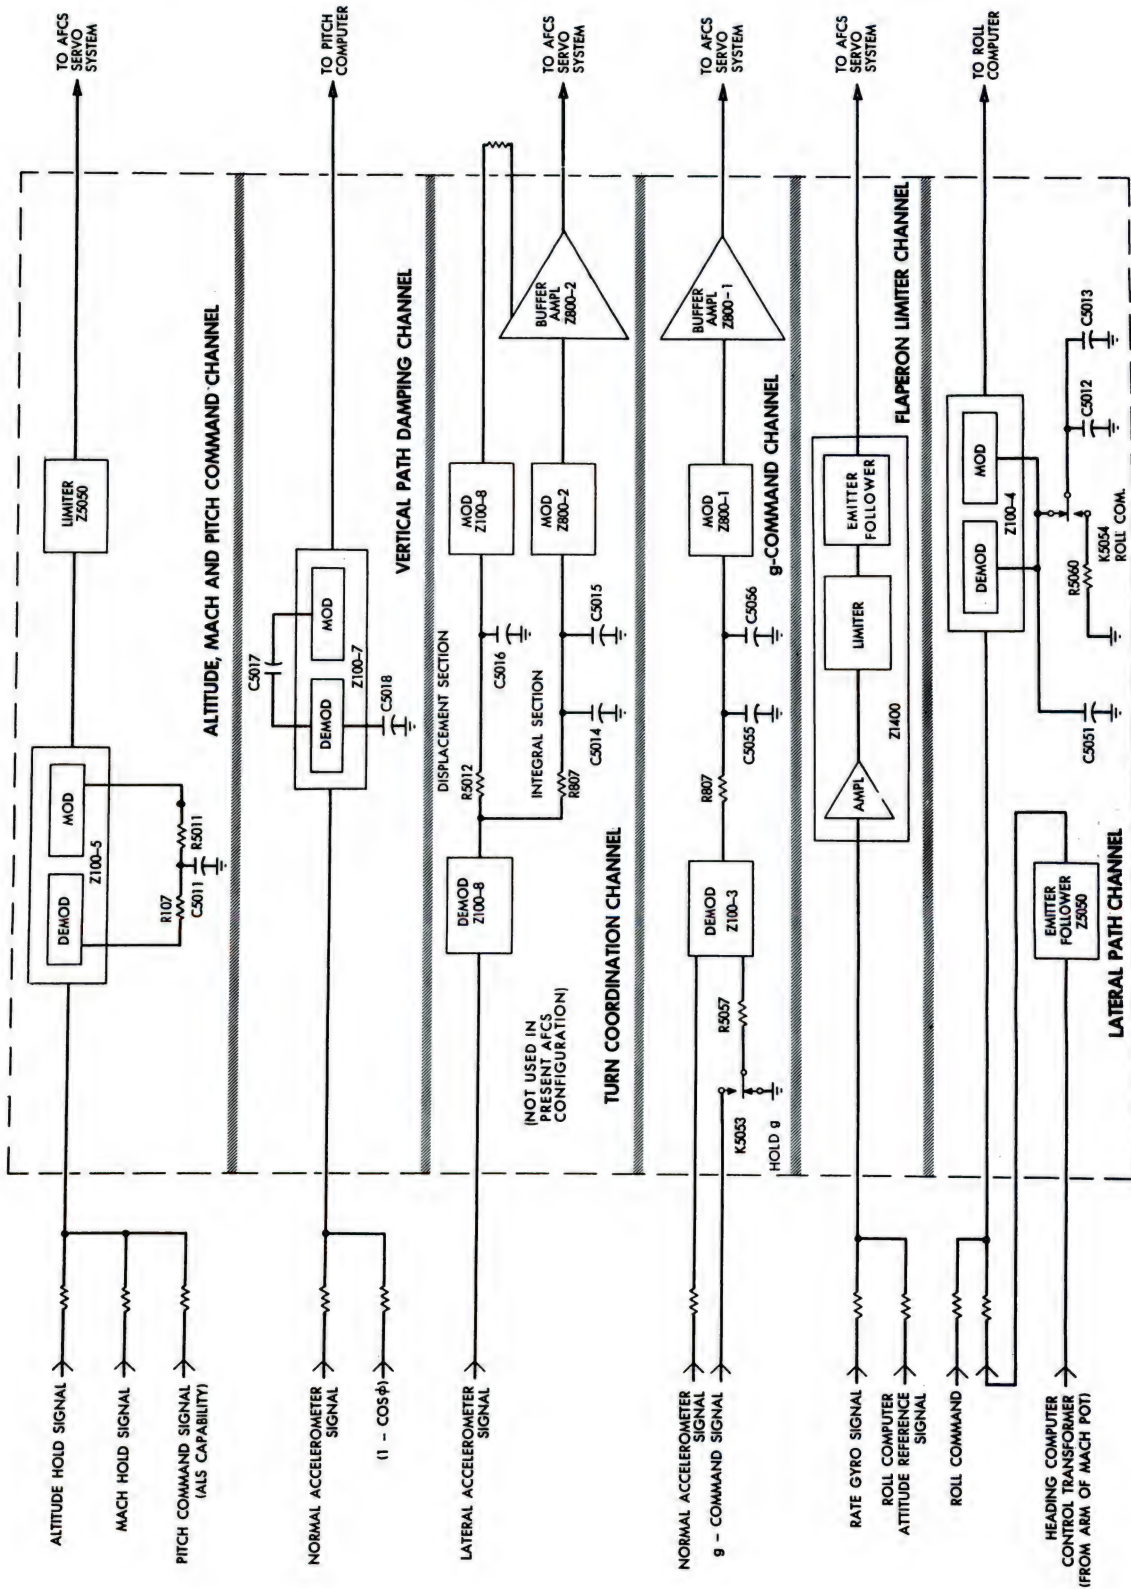 ALTITUDE HOLD SIGNAL
MACH HOLD SIGNAL
PITCH COMMAND SIGNAL
(ALS CAPABILITY)
DEMOD
MOD
Z100-5
R107
C5011
R5011
LIMITER
Z5050
TO AFCS
SERVO
SYSTEM
ALTITUDE, MACH AND PITCH COMMAND CHANNEL
NORMAL ACCELEROMETER
SIGNAL
(1 - COSϕ)
DEMOD
MOD
Z100-7
C5017
C5018
TO PITCH
COMPUTER
VERTICAL PATH DAMPING CHANNEL
LATERAL ACCELEROMETER
SIGNAL
(NOT USED IN
PRESENT AFCS
CONFIGURATION)
DEMOD
Z100-8
DISPLACEMENT SECTION
R5012
C5016
MOD
Z100-8
INTEGRAL SECTION
R807
C5014
C5015
MOD
Z800-2
BUFFER
AMPL
Z800-2
TO AFCS
SERVO
SYSTEM
TURN COORDINATION CHANNEL
NORMAL ACCELEROMETER
SIGNAL
g - COMMAND SIGNAL
K5053
HOLD g
R5057
DEMOD
Z100-3
R807
C5055
C5056
MOD
Z800-1
BUFFER
AMPL
Z800-1
TO AFCS
SERVO
SYSTEM
g-COMMAND CHANNEL
RATE GYRO SIGNAL
ROLL COMPUTER
ATTITUDE REFERENCE
SIGNAL
AMPL
LIMITER
EMITTER
FOLLOWER
Z1400
TO AFCS
SERVO
SYSTEM
FLAPERON LIMITER CHANNEL
ROLL COMMAND
HEADING COMPUTER
CONTROL TRANSFORMER
(FROM ARM OF MACH POT)
EMITTER
FOLLOWER
Z5050
DEMOD
MOD
Z100-4
C5051
R5060
K5054
ROLL COM.
C5012
C5013
TO ROLL
COMPUTER
LATERAL PATH CHANNEL